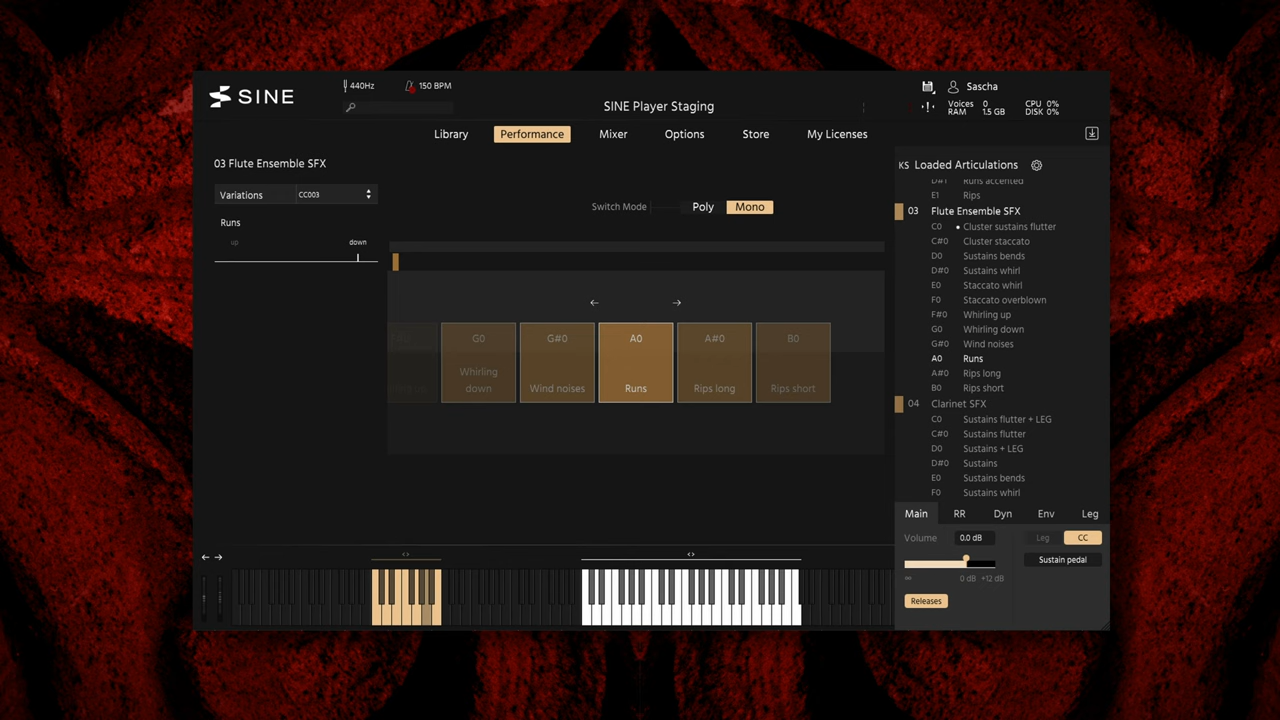 SINE
440Hz
150 BPM
SINE Player Staging
Sascha
Voices 0
RAM 1.5 GB
CPU 0%
DISK 0%
Library
Performance
Mixer
Options
Store
My Licenses
03 Flute Ensemble SFX
Variations
CC003
Runs
up
down
Switch Mode
Poly
Mono
G0
Whirling
down
G#0
Wind noises
A0
Runs
A#0
Rips long
B0
Rips short
KS Loaded Articulations
D#1 Runs accented
E1 Rips
03 Flute Ensemble SFX
C0 Cluster sustains flutter
C#0 Cluster staccato
D0 Sustains bends
D#0 Sustains whirl
E0 Staccato whirl
F0 Staccato overblown
F#0 Whirling up
G0 Whirling down
G#0 Wind noises
A0 Runs
A#0 Rips long
B0 Rips short
04 Clarinet SFX
C0 Sustains flutter + LEG
C#0 Sustains flutter
D0 Sustains + LEG
D#0 Sustains
E0 Sustains bends
F0 Sustains whirl
Main
RR
Dyn
Env
Leg
Volume
0.0 dB
Leg
CC
Sustain pedal
∞
0 dB
+12 dB
Releases